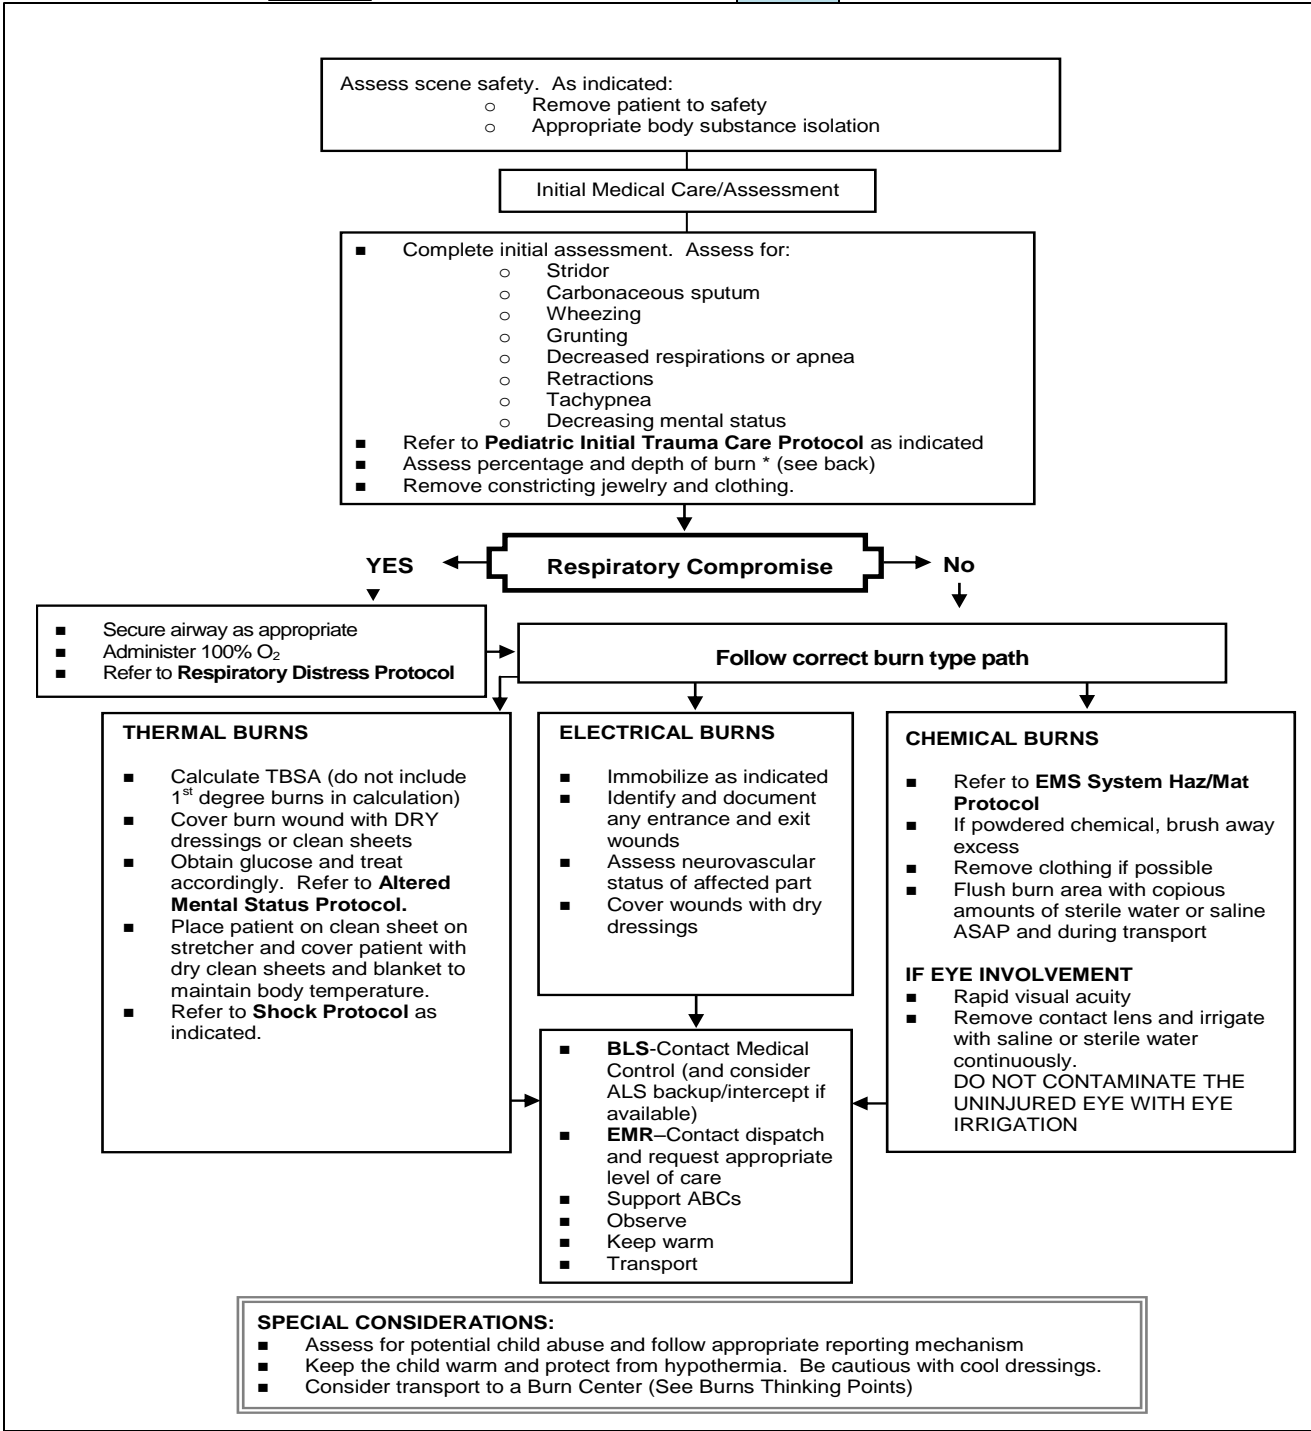 Assess scene safety.  As indicated:
o Remove patient to safety
o Appropriate body substance isolation
Initial Medical Care/Assessment
■ Complete initial assessment.  Assess for:
o Stridor
o Carbonaceous sputum
o Wheezing
o Grunting
o Decreased respirations or apnea
o Retractions
o Tachypnea
o Decreasing mental status
■ Refer to Pediatric Initial Trauma Care Protocol as indicated
■ Assess percentage and depth of burn * (see back)
■ Remove constricting jewelry and clothing.
YES
Respiratory Compromise
No
■ Secure airway as appropriate
■ Administer 100% O₂
■ Refer to Respiratory Distress Protocol
Follow correct burn type path
THERMAL BURNS
■ Calculate TBSA (do not include
1st degree burns in calculation)
■ Cover burn wound with DRY
dressings or clean sheets
■ Obtain glucose and treat
accordingly.  Refer to Altered
Mental Status Protocol.
■ Place patient on clean sheet on
stretcher and cover patient with
dry clean sheets and blanket to
maintain body temperature.
■ Refer to Shock Protocol as
indicated.
ELECTRICAL BURNS
■ Immobilize as indicated
■ Identify and document
any entrance and exit
wounds
■ Assess neurovascular
status of affected part
■ Cover wounds with dry
dressings
CHEMICAL BURNS
■ Refer to EMS System Haz/Mat
Protocol
■ If powdered chemical, brush away
excess
■ Remove clothing if possible
■ Flush burn area with copious
amounts of sterile water or saline
ASAP and during transport
IF EYE INVOLVEMENT
■ Rapid visual acuity
■ Remove contact lens and irrigate
with saline or sterile water
continuously.
DO NOT CONTAMINATE THE
UNINJURED EYE WITH EYE
IRRIGATION
■ BLS-Contact Medical
Control (and consider
ALS backup/intercept if
available)
■ EMR–Contact dispatch
and request appropriate
level of care
■ Support ABCs
■ Observe
■ Keep warm
■ Transport
SPECIAL CONSIDERATIONS:
■ Assess for potential child abuse and follow appropriate reporting mechanism
■ Keep the child warm and protect from hypothermia.  Be cautious with cool dressings.
■ Consider transport to a Burn Center (See Burns Thinking Points)